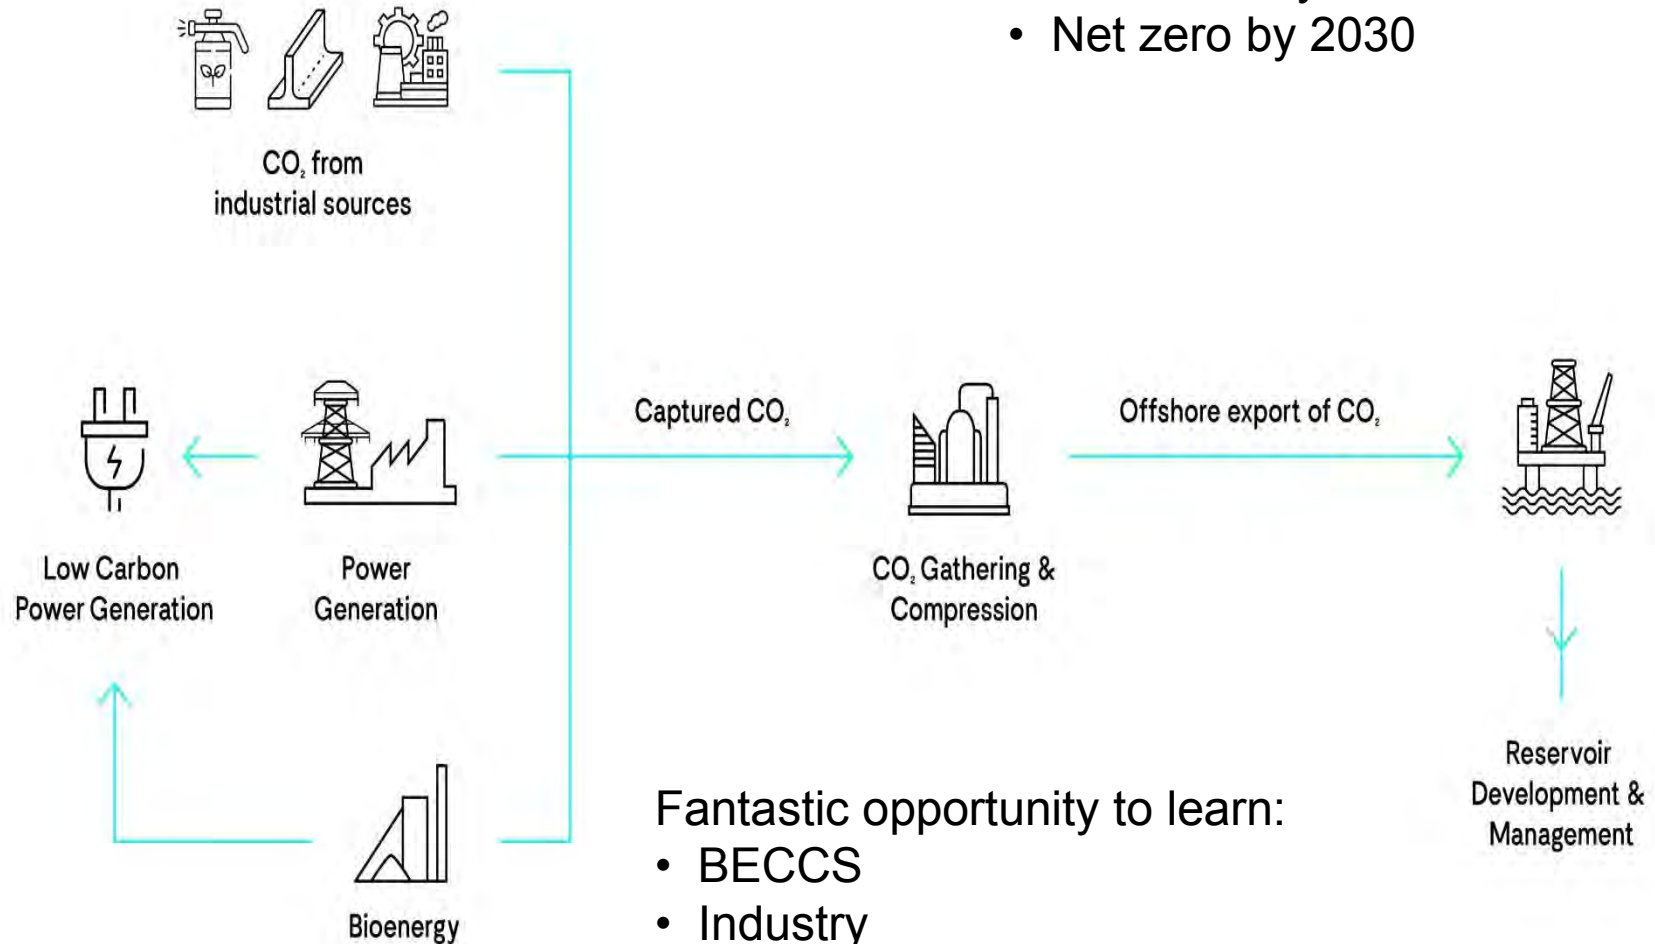 • Net zero by 2030
CO₂ from
industrial sources
Captured CO₂
Offshore export of CO₂
Low Carbon
Power Generation
Power
Generation
CO₂ Gathering &
Compression
Reservoir
Development &
Management
Bioenergy
Fantastic opportunity to learn:
• BECCS
• Industry